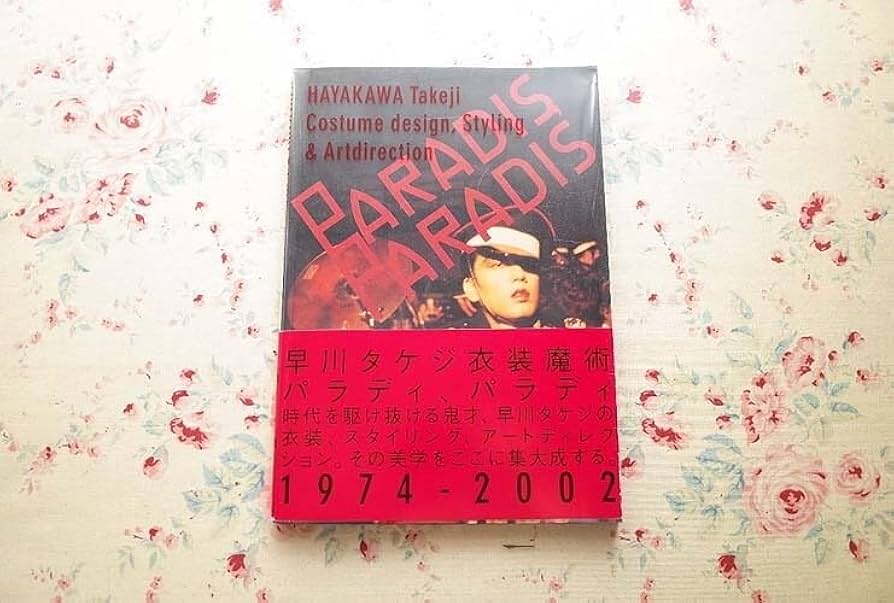 HAYAKAWA Takeji
Costume design, Styling
& Artdirection
PARADIS
PARADIS
早川タケジ衣装魔術
パラディ、パラディ
時代を駆け抜ける鬼才、早川タケジの
衣装、スタイリング、アートディレク
ション。その美学をここに集大成する。
1974-2002